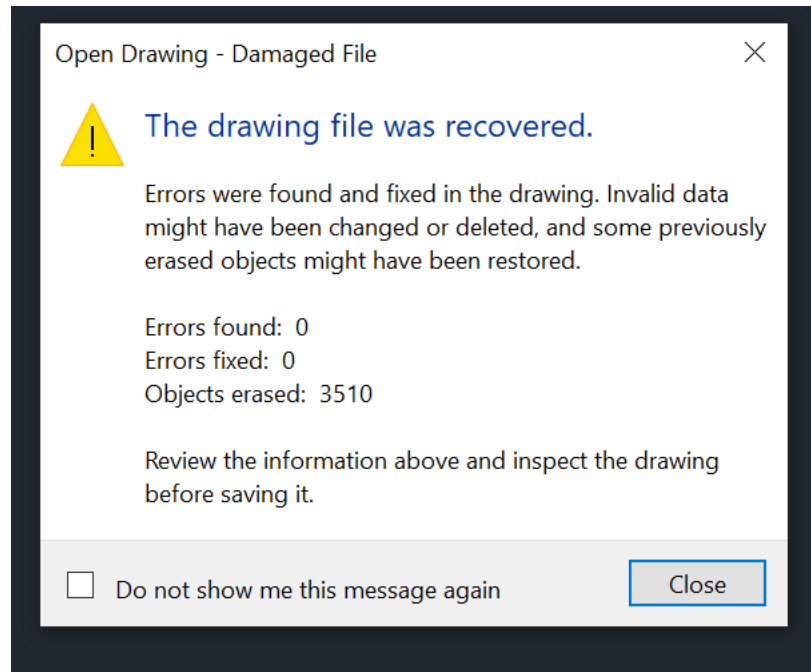 Open Drawing - Damaged File
!
The drawing file was recovered.
Errors were found and fixed in the drawing. Invalid data
might have been changed or deleted, and some previously
erased objects might have been restored.
Errors found:  0
Errors fixed:  0
Objects erased:  3510
Review the information above and inspect the drawing
before saving it.
Do not show me this message again
Close